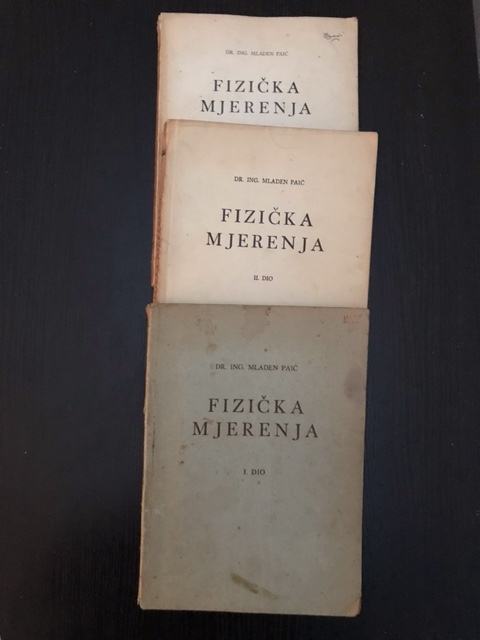 DR. ING. MLADEN PAIĆ
FIZIČKA
MJERENJA
DR. ING. MLADEN PAIĆ
FIZIČKA
MJERENJA
II. DIO
DR. ING. MLADEN PAIĆ
FIZIČKA
MJERENJA
I. DIO